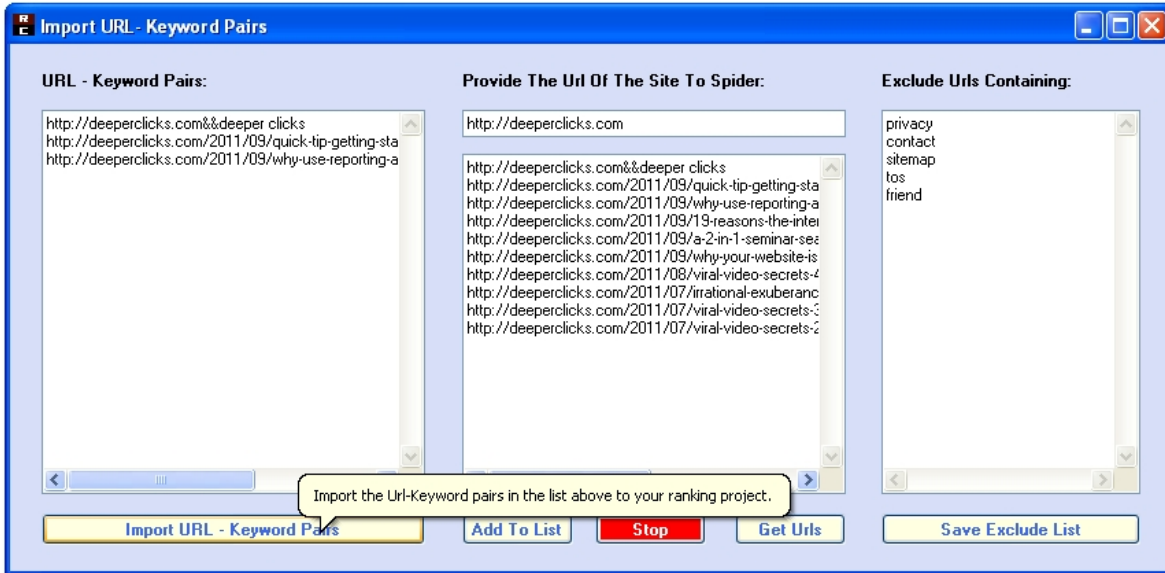 Import URL - Keyword Pairs
URL - Keyword Pairs:
http://deeperclicks.com&&deeper clicks
http://deeperclicks.com/2011/09/quick-tip-getting-sta
http://deeperclicks.com/2011/09/why-use-reporting-a
Provide The Url Of The Site To Spider:
http://deeperclicks.com
http://deeperclicks.com&&deeper clicks
http://deeperclicks.com/2011/09/quick-tip-getting-sta
http://deeperclicks.com/2011/09/why-use-reporting-a
http://deeperclicks.com/2011/09/19-reasons-the-inter
http://deeperclicks.com/2011/09/a-2-in-1-seminar-sea
http://deeperclicks.com/2011/09/why-your-website-is
http://deeperclicks.com/2011/08/viral-video-secrets-4
http://deeperclicks.com/2011/07/irrational-exuberanc
http://deeperclicks.com/2011/07/viral-video-secrets-3
http://deeperclicks.com/2011/07/viral-video-secrets-2
Exclude Urls Containing:
privacy
contact
sitemap
tos
friend
Import the Url-Keyword pairs in the list above to your ranking project.
Import URL - Keyword Pairs
Add To List
Stop
Get Urls
Save Exclude List